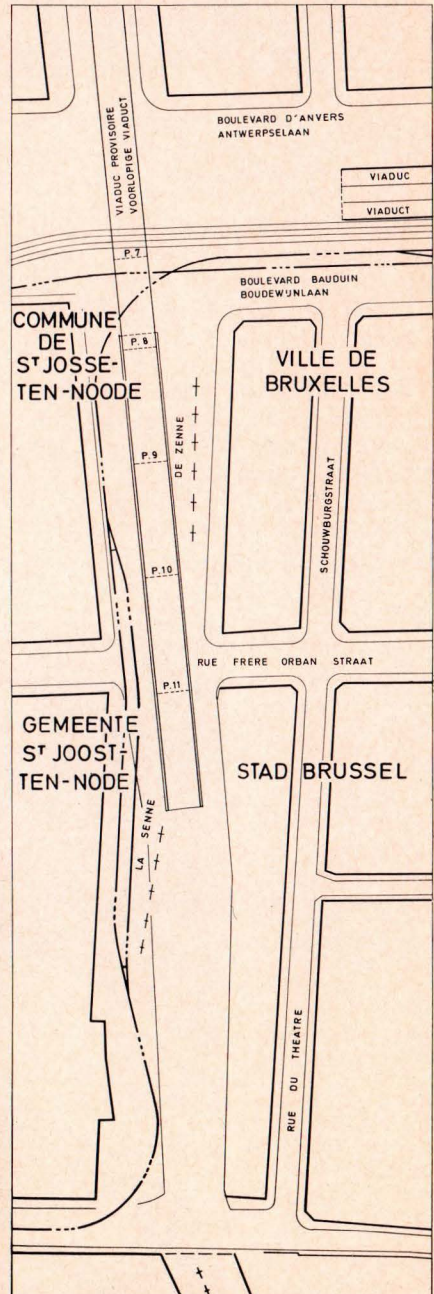 BOULEVARD D'ANVERS
ANTWERPSELAAN
VIADUC PROVISOIRE
VOORLOPIGE VIADUCT
VIADUC
VIADUCT
P.7
BOULEVARD BAUDUIN
BOUDEWIJNLAAN
COMMUNE
DE
ST JOSSE-
TEN-NOODE
P.8
VILLE DE
BRUXELLES
DE ZENNE
P.9
SCHOUWBURGSTRAAT
P.10
RUE FRERE ORBAN STRAAT
P.11
GEMEENTE
ST JOOST-
TEN-NODE
STAD BRUSSEL
LA SENNE
RUE DU THEATRE